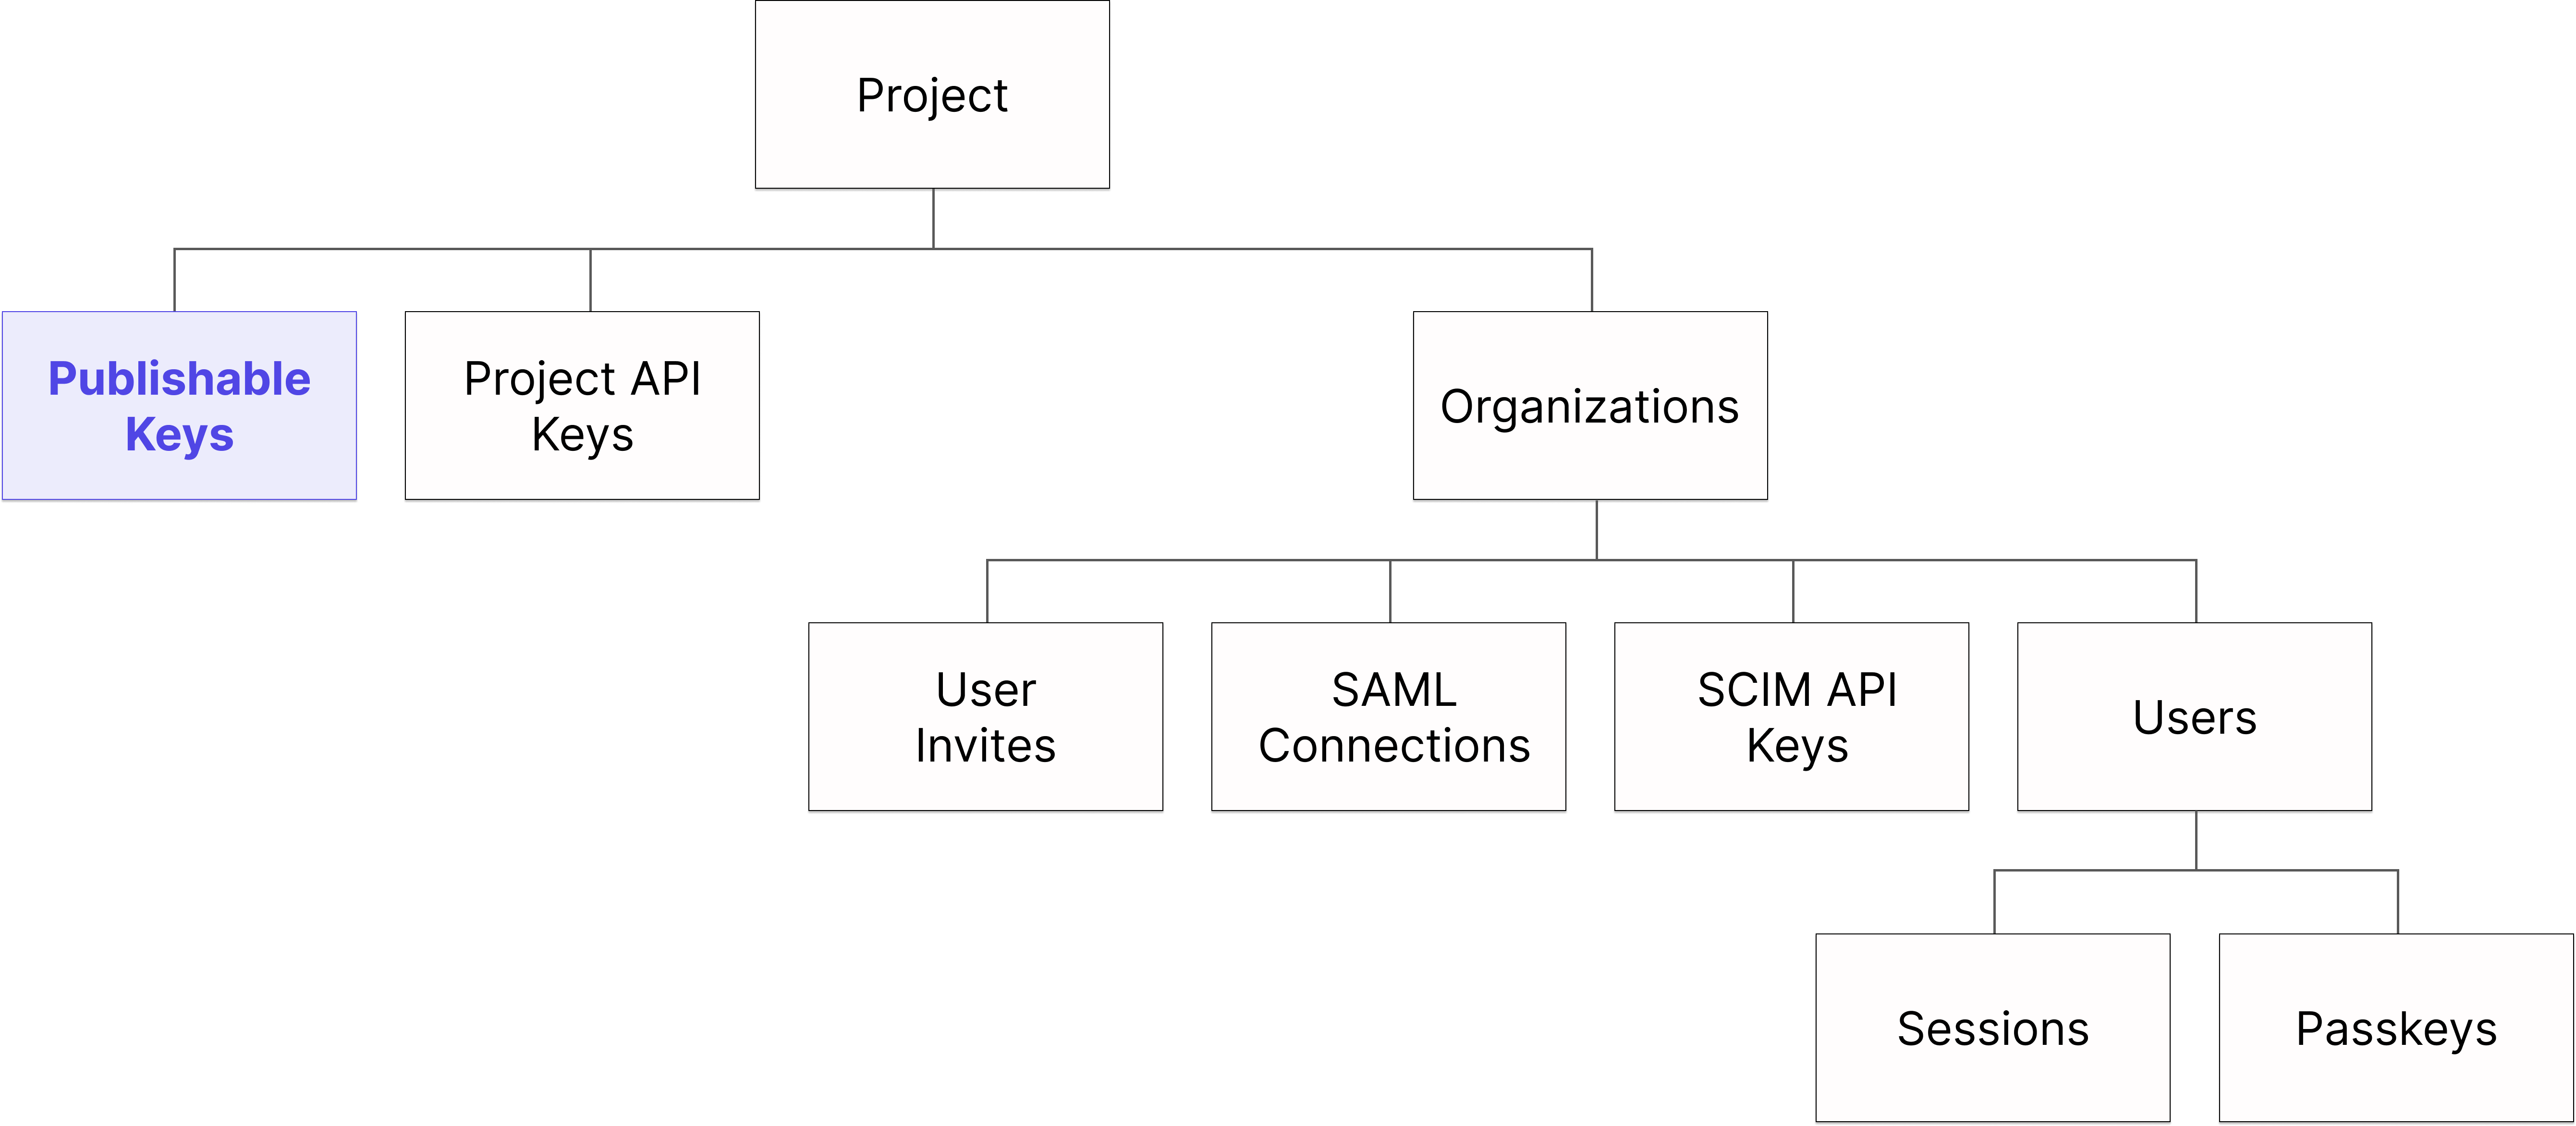 Project
Publishable
Keys
Project API
Keys
Organizations
User
Invites
SAML
Connections
SCIM API
Keys
Users
Sessions
Passkeys